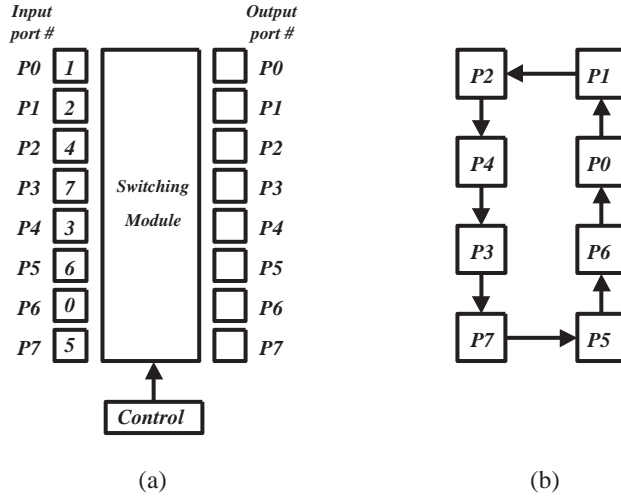 Input Output
port # port #
P0 1 P0
P1 2 P1
P2 4 P2
P3 7 P3
P4 3 P4
P5 6 P5
P6 0 P6
P7 5 P7
Switching
Module
Control
(a)
P2 P1
P4 P0
P3 P6
P7 P5
(b)